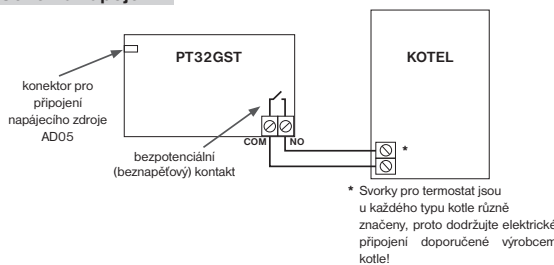 PT32GST
KOTEL
konektor pro
připojení
napájecího zdroje
AD05
COM NO
bezpotenciální
(beznapěťový) kontakt
*
* Svorky pro termostat jsou
u každého typu kotle různě
značeny, proto dodržujte elektrické
připojení doporučené výrobcem
kotle!